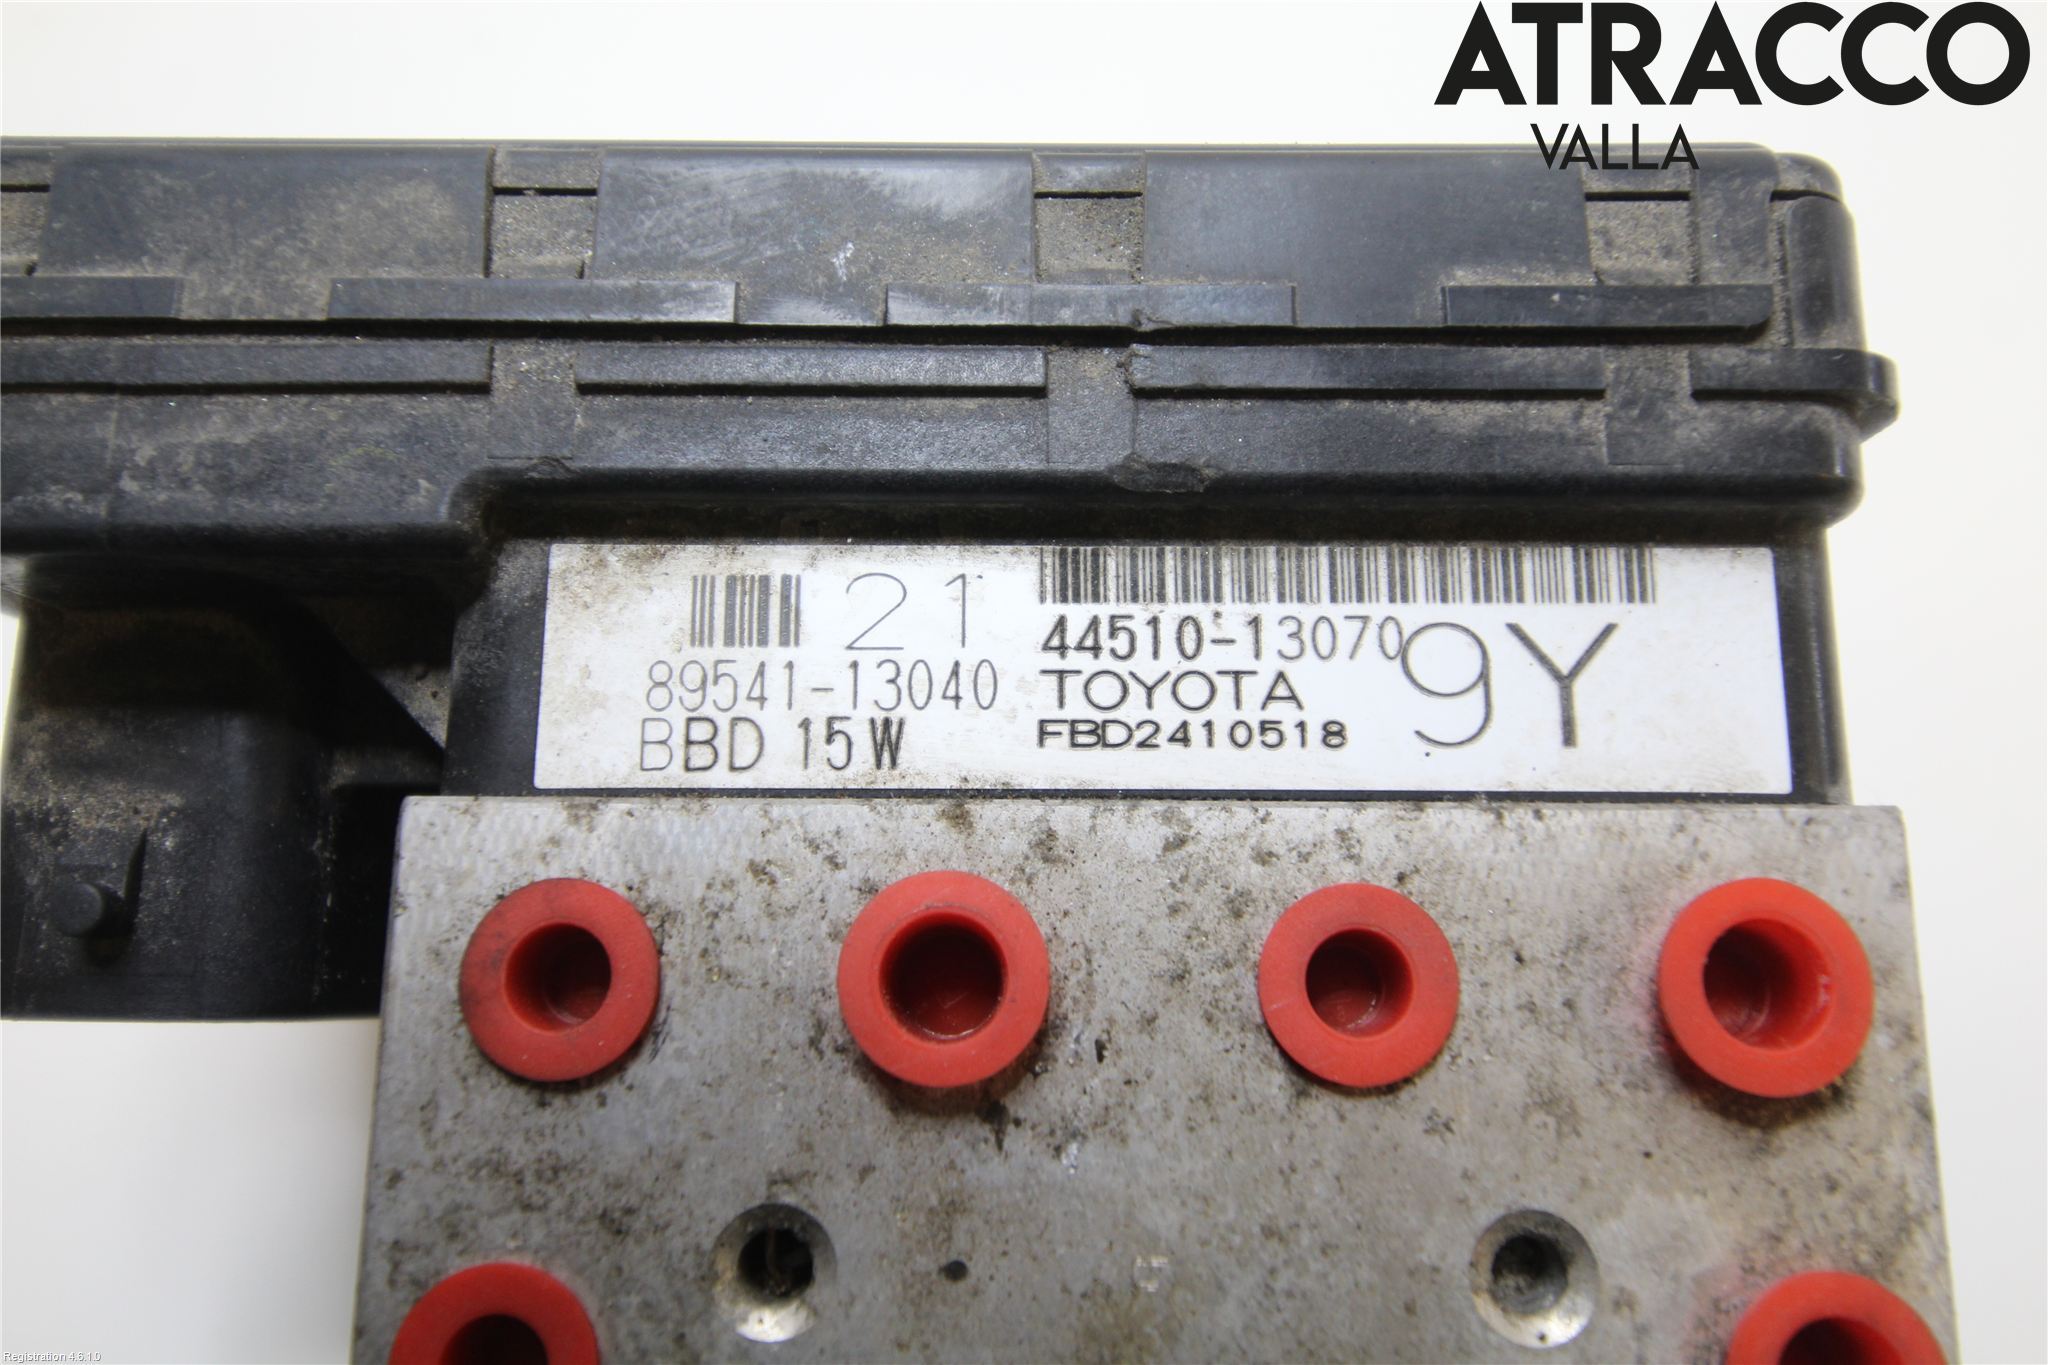 ATRACCO
VALLA
21
44510-13070
9Y
89541-13040
TOYOTA
BBD 15W
FBD2410518
Registration 4.6.1.0